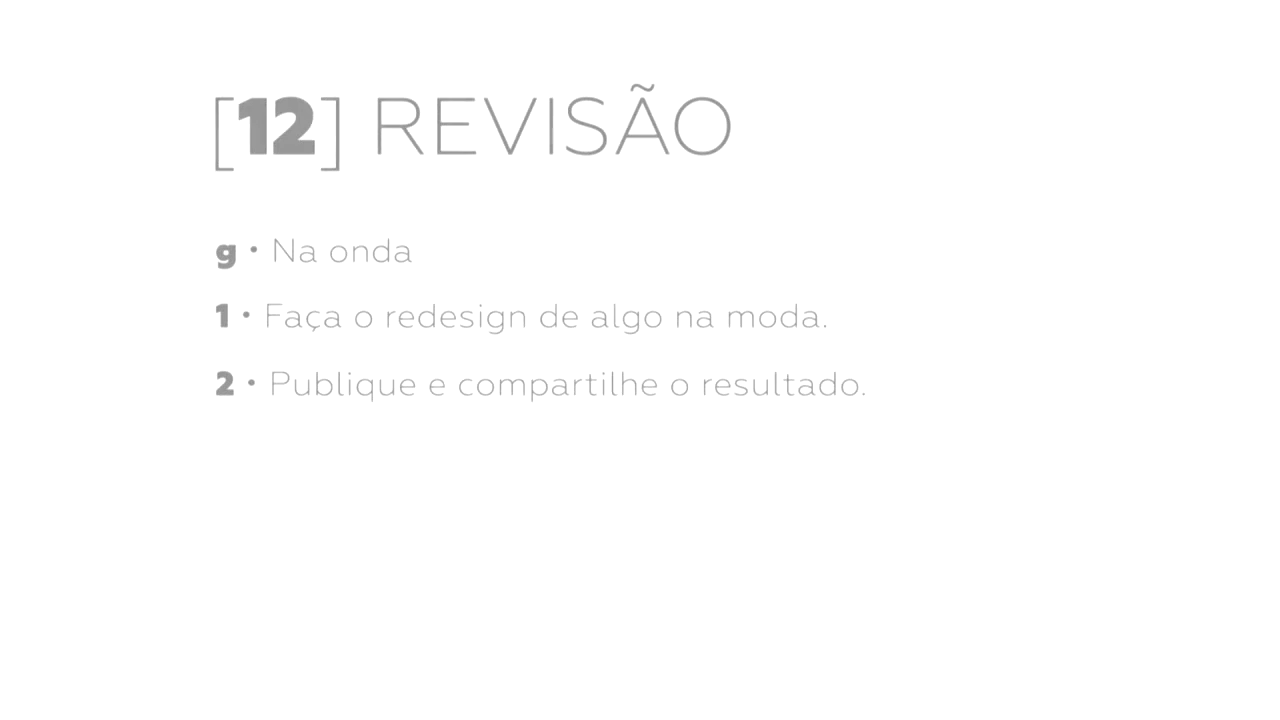 [12] REVISÃO
g • Na onda
1 • Faça o redesign de algo na moda.
2 • Publique e compartilhe o resultado.